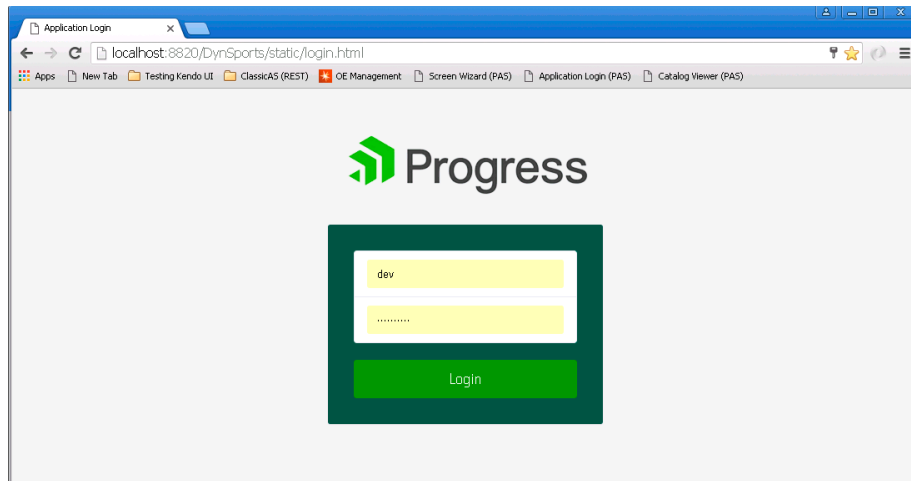 Application Login
localhost:8820/DynSports/static/login.html
Apps New Tab Testing Kendo UI ClassicAS (REST) OE Management Screen Wizard (PAS) Application Login (PAS) Catalog Viewer (PAS)
Progress
dev
..........
Login